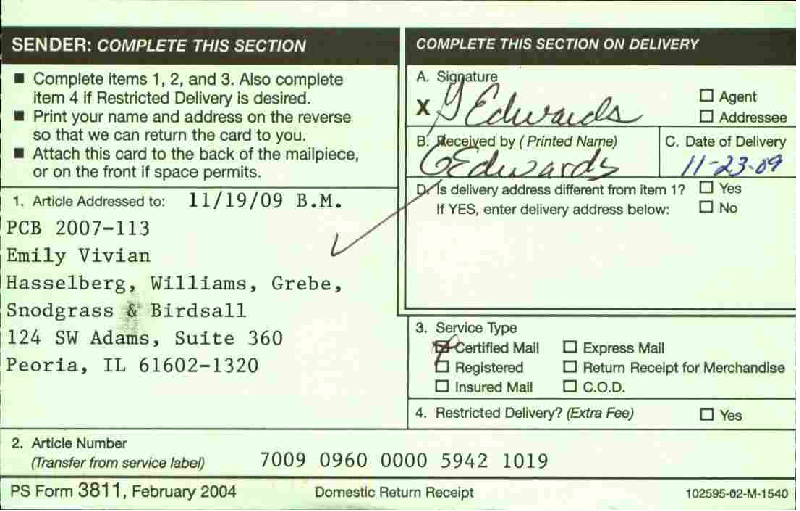 SENDER: COMPLETE THIS SECTION
■ Complete items 1, 2, and 3. Also complete
item 4 if Restricted Delivery is desired.
■ Print your name and address on the reverse
so that we can return the card to you.
■ Attach this card to the back of the mailpiece,
or on the front if space permits.
1. Article Addressed to: 11/19/09 B.M.
PCB 2007-113
Emily Vivian
Hasselberg, Williams, Grebe,
Snodgrass & Birdsall
124 SW Adams, Suite 360
Peoria, IL 61602-1320
COMPLETE THIS SECTION ON DELIVERY
A. Signature
X G Edwards
☐ Agent
☐ Addressee
B. Received by (Printed Name) C. Date of Delivery
G Edwards 11-23-09
D. Is delivery address different from item 1? ☐ Yes
If YES, enter delivery address below: ☐ No
3. Service Type
☒ Certified Mail ☐ Express Mail
☐ Registered ☐ Return Receipt for Merchandise
☐ Insured Mail ☐ C.O.D.
4. Restricted Delivery? (Extra Fee) ☐ Yes
2. Article Number
(Transfer from service label) 7009 0960 0000 5942 1019
PS Form 3811, February 2004 Domestic Return Receipt 102595-02-M-1540